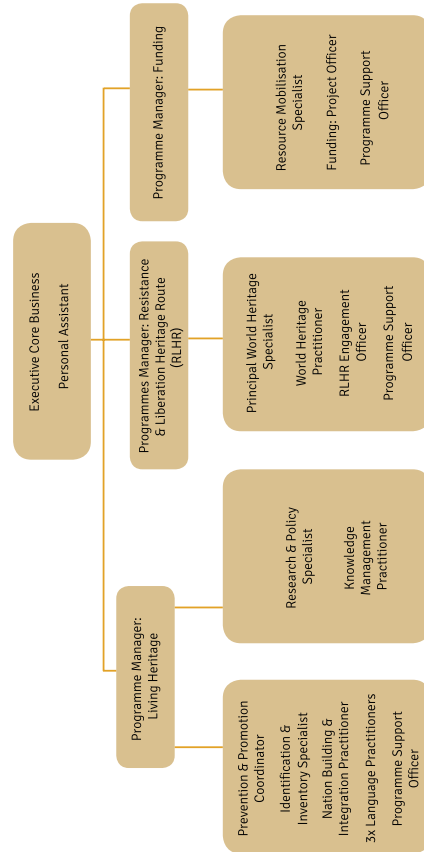 Executive Core Business
Personal Assistant
Programme Manager:
Living Heritage
Programmes Manager: Resistance
& Liberation Heritage Route
(RLHR)
Programme Manager: Funding
Prevention & Promotion
Coordinator
Identification &
Inventory Specialist
Nation Building &
Integration Practitioner
3x Language Practitioners
Programme Support
Officer
Research & Policy
Specialist
Knowledge
Management
Practitioner
Principal World Heritage
Specialist
World Heritage
Practitioner
RLHR Engagement
Officer
Programme Support
Officer
Resource Mobilisation
Specialist
Funding: Project Officer
Programme Support
Officer